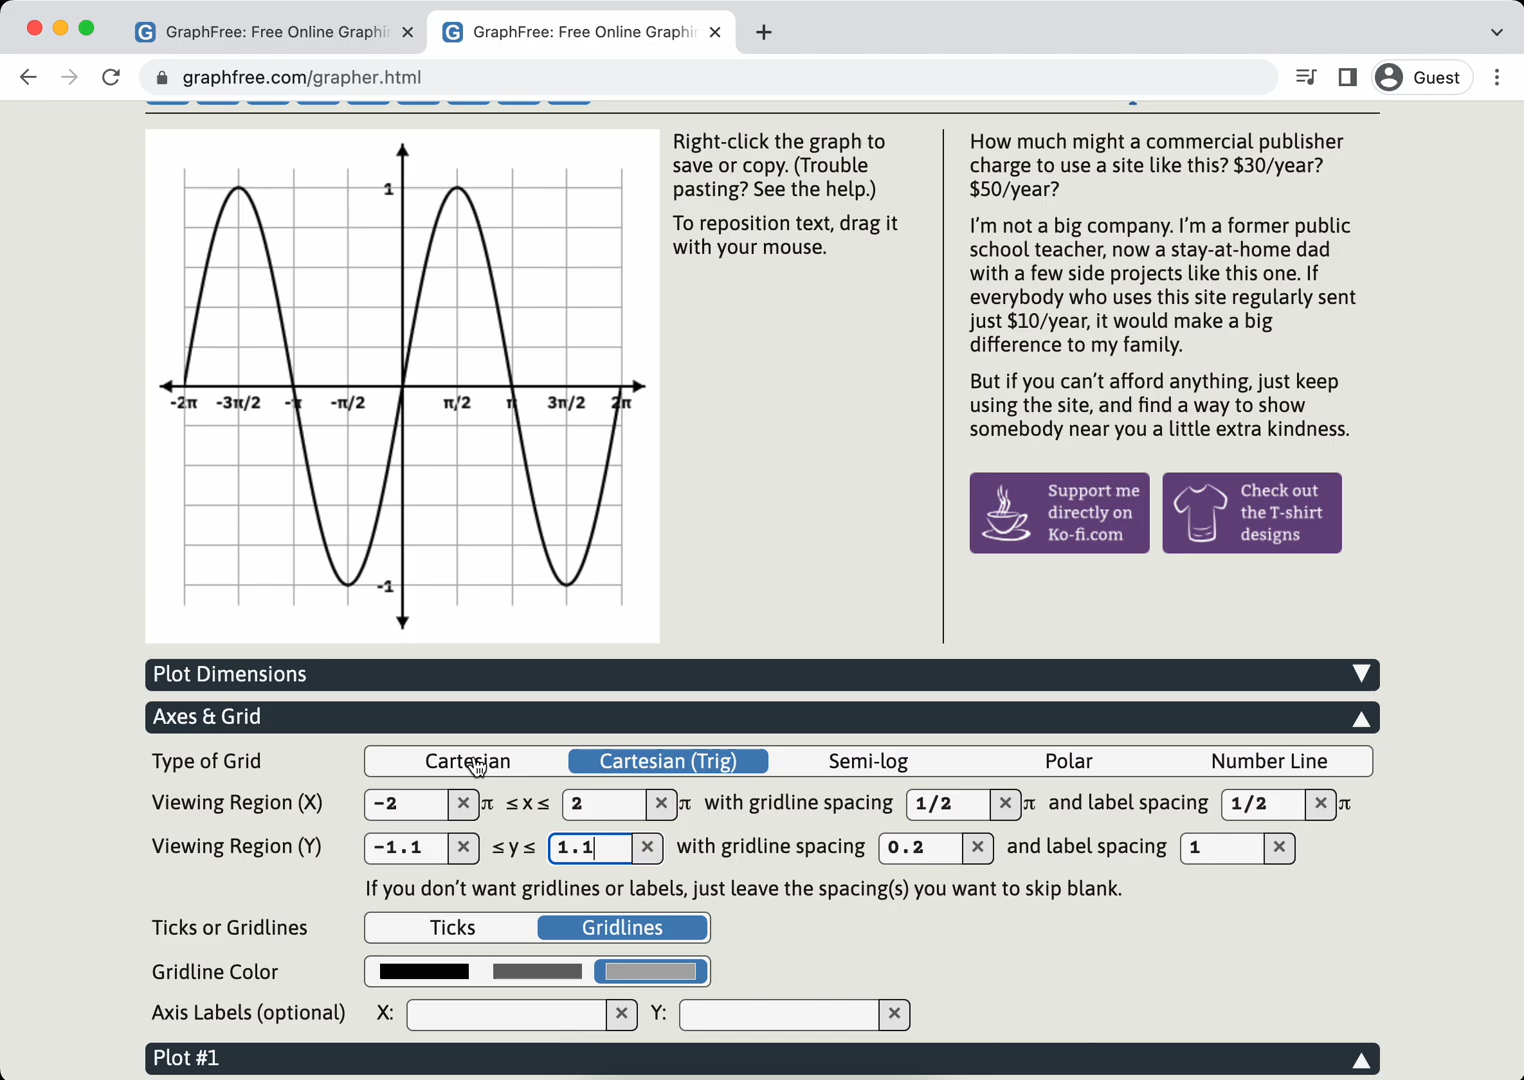 GraphFree: Free Online Graphi
GraphFree: Free Online Graphi
graphfree.com/grapher.html
Guest
1
-2π -3π/2 -π -π/2 π/2 π 3π/2 2π
-1
Right-click the graph to
save or copy. (Trouble
pasting? See the help.)
To reposition text, drag it
with your mouse.
How much might a commercial publisher
charge to use a site like this? $30/year?
$50/year?
I'm not a big company. I'm a former public
school teacher, now a stay-at-home dad
with a few side projects like this one. If
everybody who uses this site regularly sent
just $10/year, it would make a big
difference to my family.
But if you can't afford anything, just keep
using the site, and find a way to show
somebody near you a little extra kindness.
Support me
directly on
Ko-fi.com
Check out
the T-shirt
designs
Plot Dimensions
Axes & Grid
Type of Grid Cartesian Cartesian (Trig) Semi-log Polar Number Line
Viewing Region (X) -2 π ≤ x ≤ 2 π with gridline spacing 1/2 π and label spacing 1/2 π
Viewing Region (Y) -1.1 ≤ y ≤ 1.1 with gridline spacing 0.2 and label spacing 1
If you don't want gridlines or labels, just leave the spacing(s) you want to skip blank.
Ticks or Gridlines Ticks Gridlines
Gridline Color
Axis Labels (optional) X: Y:
Plot #1